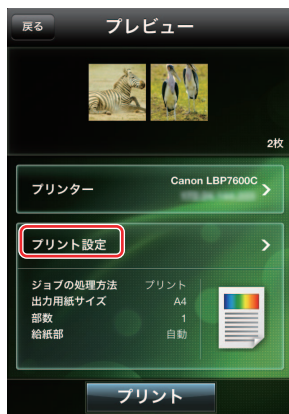 戻る
プレビュー
2枚
プリンター
Canon LBP7600C
プリント設定
ジョブの処理方法 プリント
出力用紙サイズ A4
部数 1
給紙部 自動
プリント